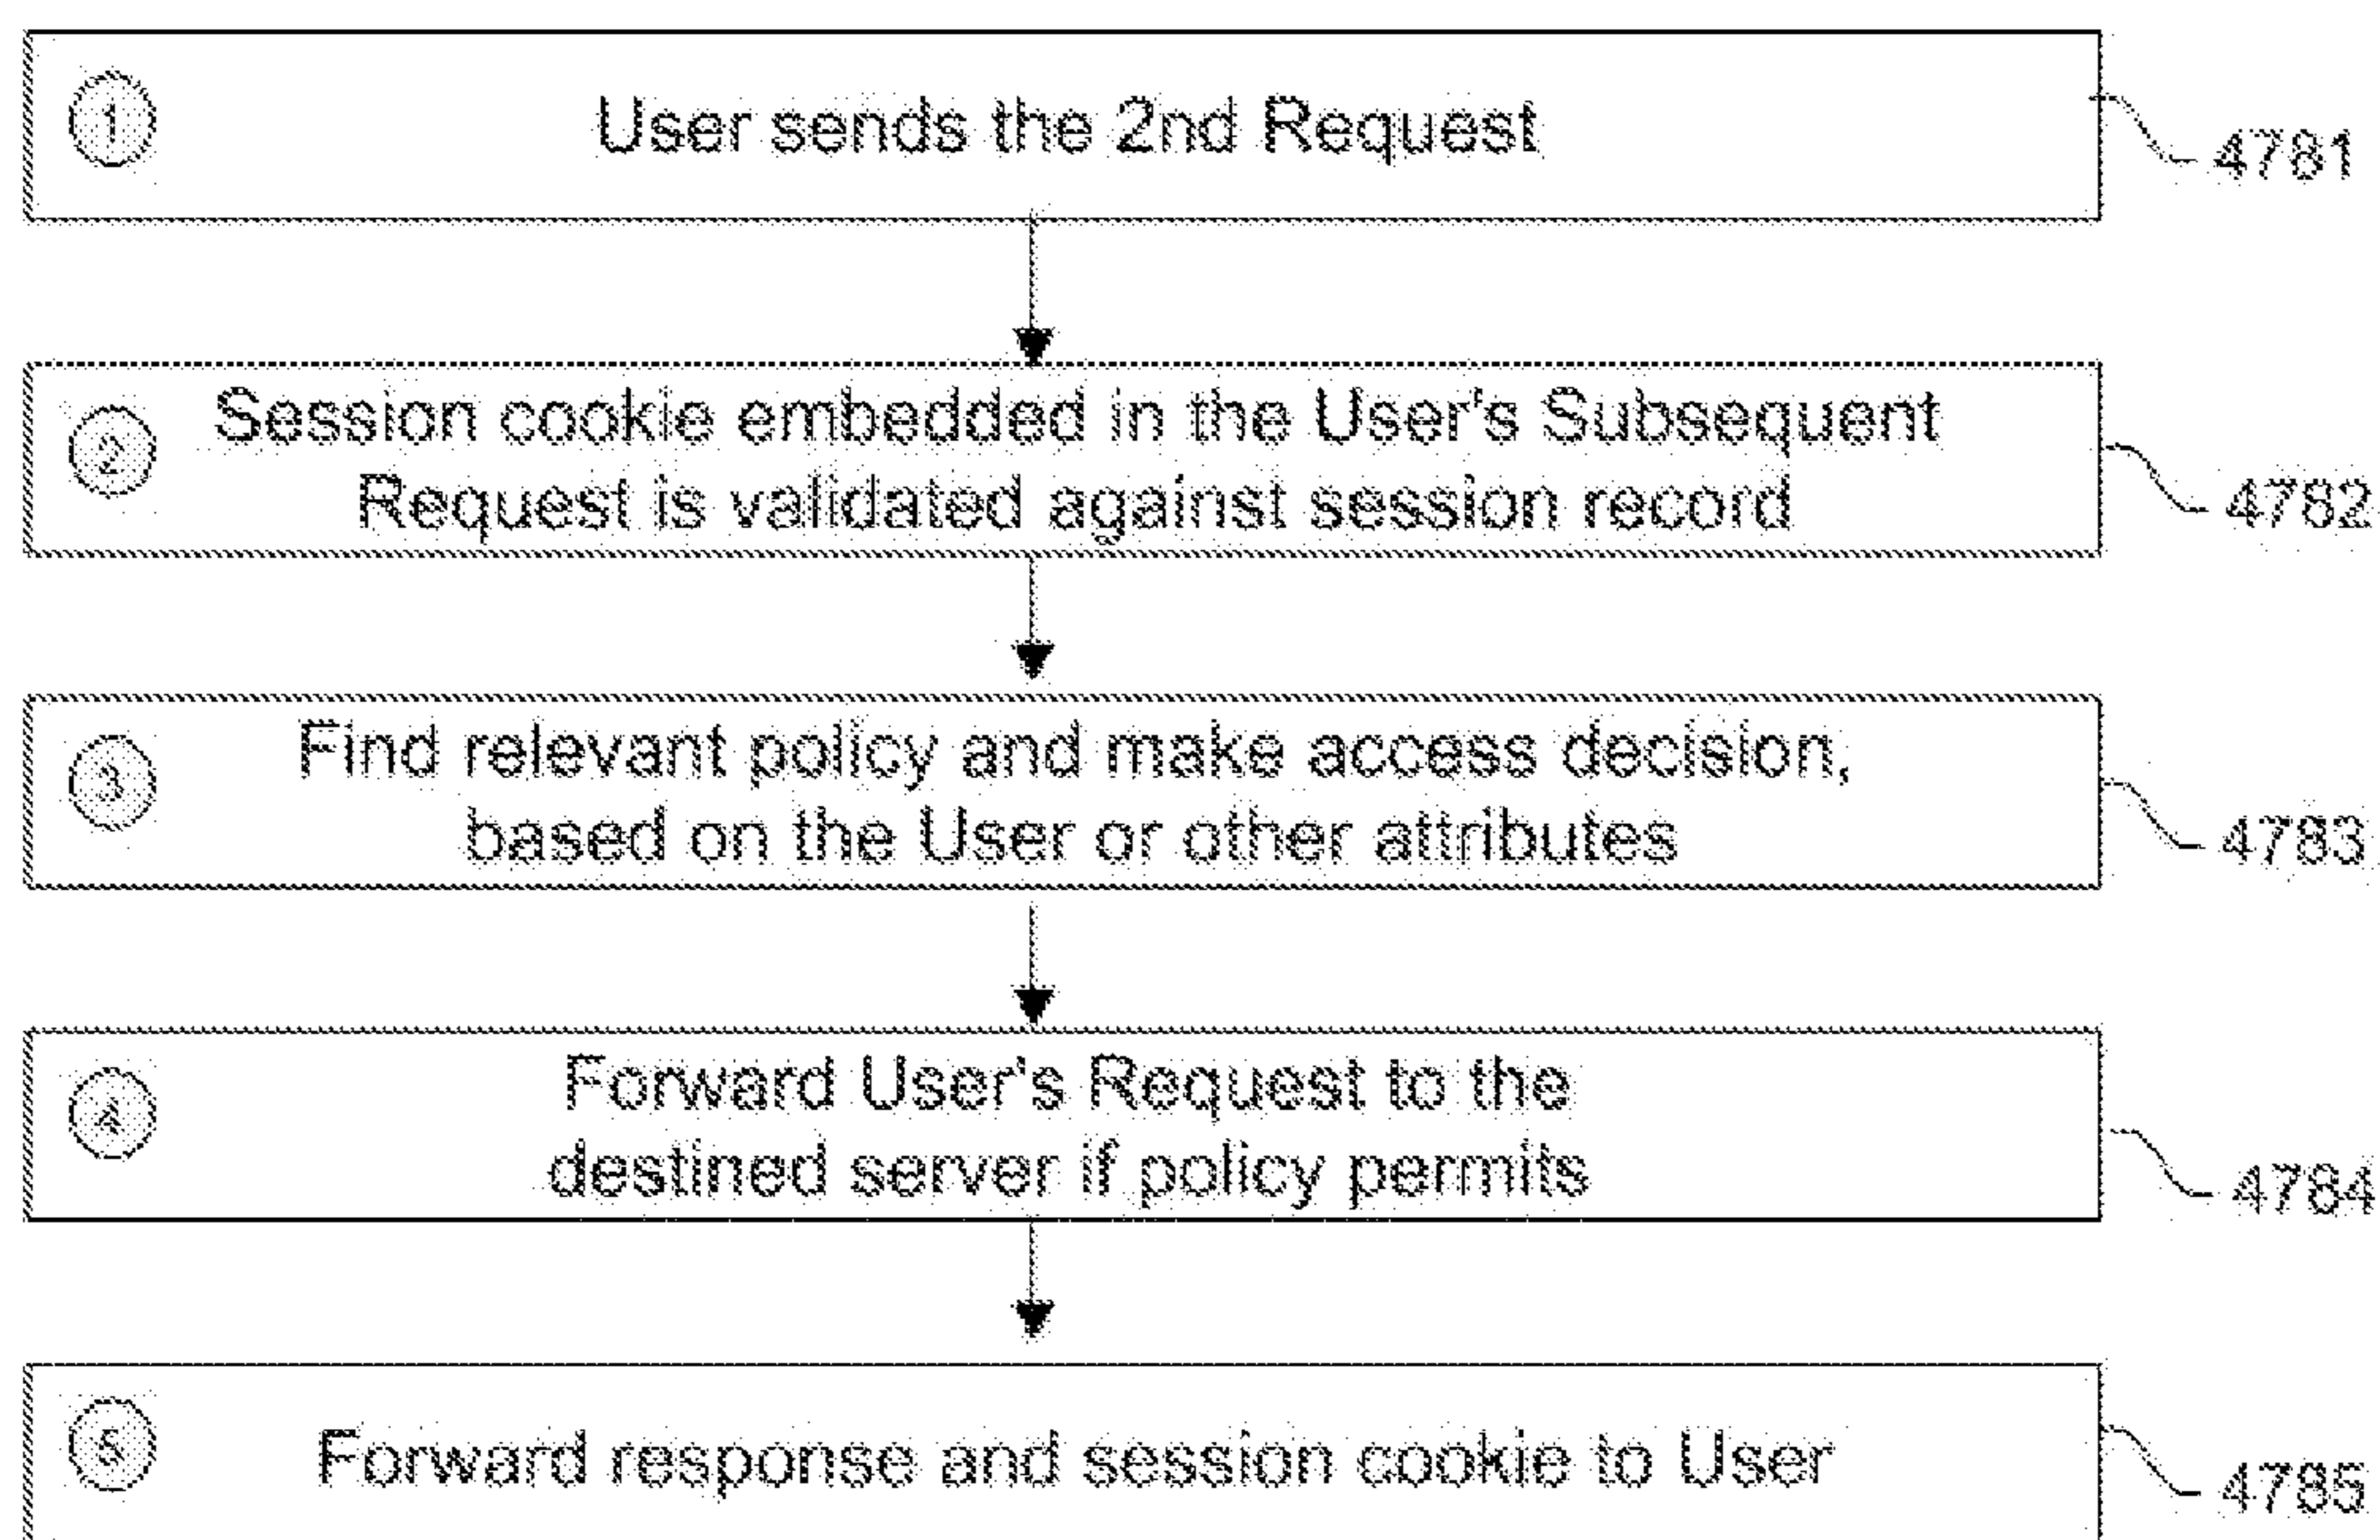 1
User sends the 2nd Request
4781
2
Session cookie embedded in the User's Subsequent
Request is validated against session record
4782
3
Find relevant policy and make access decision,
based on the User or other attributes
4783
4
Forward User's Request to the
destined server if policy permits
4784
5
Forward response and session cookie to User
4785